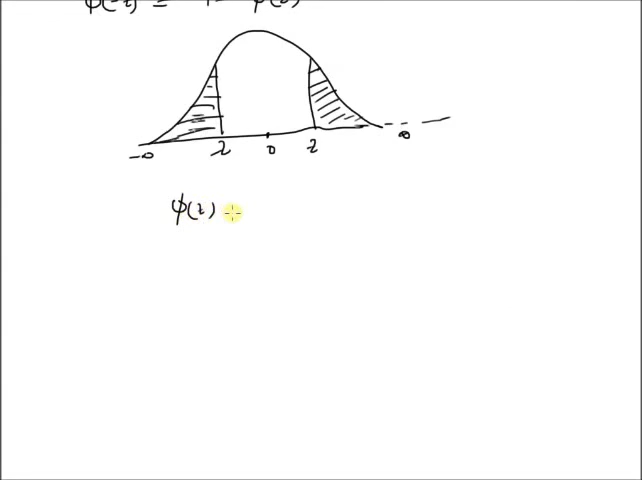 φ(-z) = 1 - φ(z)
-∞ -z 0 z ∞
φ(z)